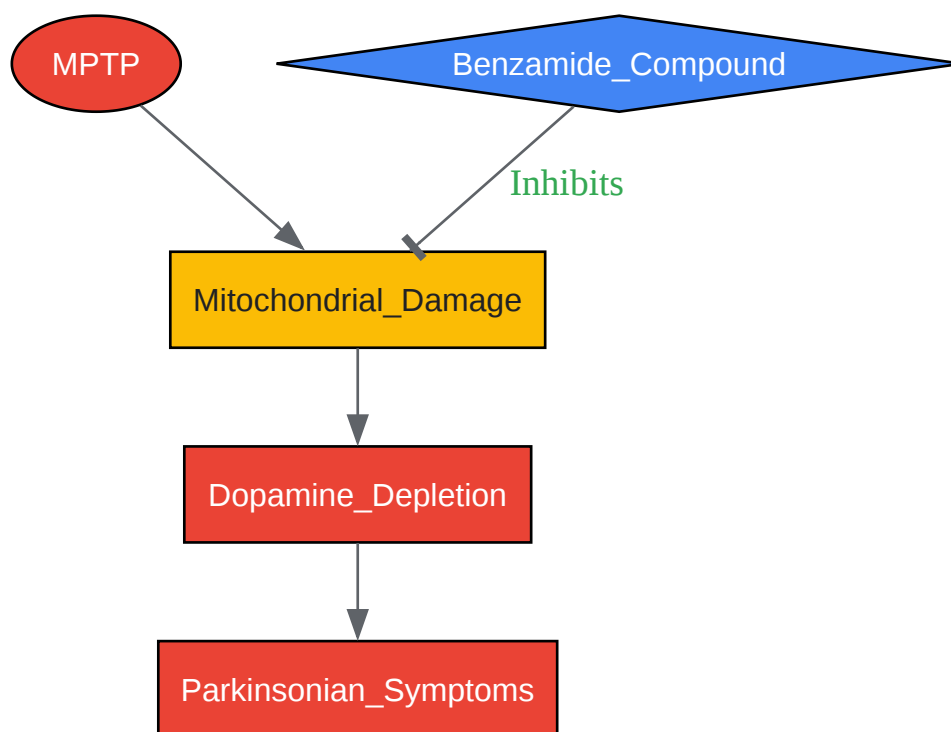 MPTP
Benzamide_Compound
Inhibits
Mitochondrial_Damage
Dopamine_Depletion
Parkinsonian_Symptoms